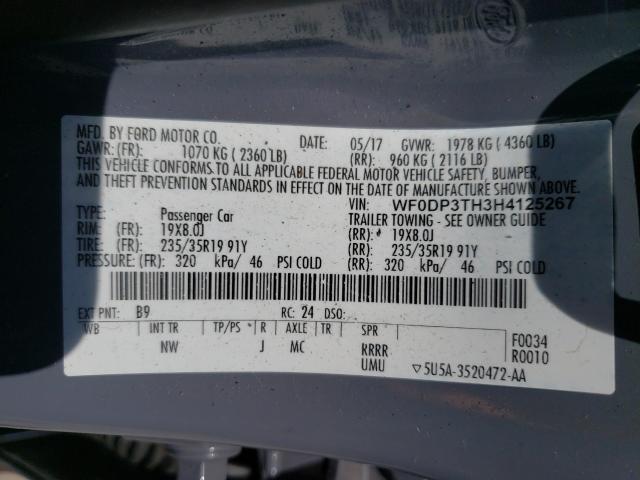 MFD. BY FORD MOTOR CO. DATE: 05/17 GVWR: 1978 KG ( 4360 LB)
GAWR: (FR): 1070 KG ( 2360 LB) (RR): 960 KG ( 2116 LB)
THIS VEHICLE CONFORMS TO ALL APPLICABLE FEDERAL MOTOR VEHICLE SAFETY, BUMPER,
AND THEFT PREVENTION STANDARDS IN EFFECT ON THE DATE OF MANUFACTURE SHOWN ABOVE.
VIN: WF0DP3TH3H4125267
TYPE: Passenger Car TRAILER TOWING - SEE OWNER GUIDE
RIM: (FR): 19X8.0J (RR): 19X8.0J
TIRE: (FR): 235/35R19 91Y (RR): 235/35R19 91Y
PRESSURE: (FR): 320 kPa/ 46 PSI COLD (RR): 320 kPa/ 46 PSI COLD
EXT PNT: B9 RC: 24 DSO:
WB INT TR TP/PS R AXLE TR SPR
NW J MC RRRR
UMU
F0034
R0010
▽5U5A-3520472-AA